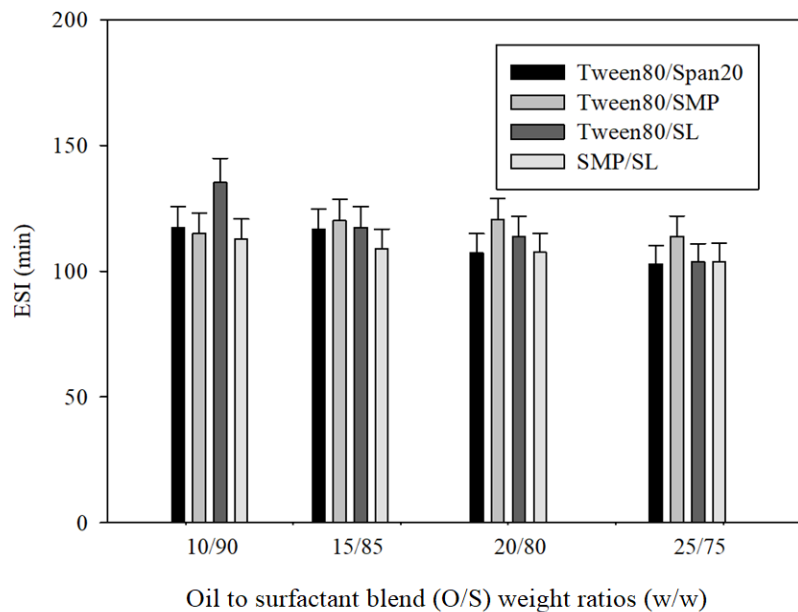 200
150
100
50
0
ESI (min)
Tween80/Span20
Tween80/SMP
Tween80/SL
SMP/SL
10/90 15/85 20/80 25/75
Oil to surfactant blend (O/S) weight ratios (w/w)